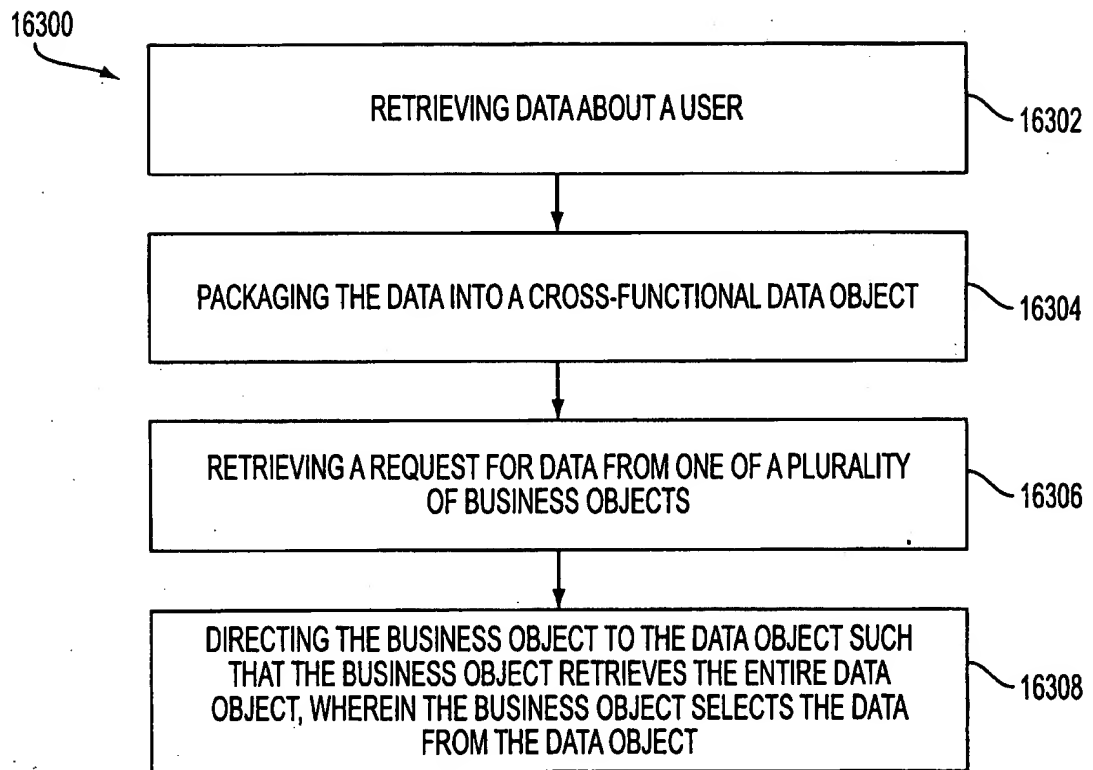 16300
RETRIEVING DATA ABOUT A USER
16302
PACKAGING THE DATA INTO A CROSS-FUNCTIONAL DATA OBJECT
16304
RETRIEVING A REQUEST FOR DATA FROM ONE OF A PLURALITY
OF BUSINESS OBJECTS
16306
DIRECTING THE BUSINESS OBJECT TO THE DATA OBJECT SUCH
THAT THE BUSINESS OBJECT RETRIEVES THE ENTIRE DATA
OBJECT, WHEREIN THE BUSINESS OBJECT SELECTS THE DATA
FROM THE DATA OBJECT
16308